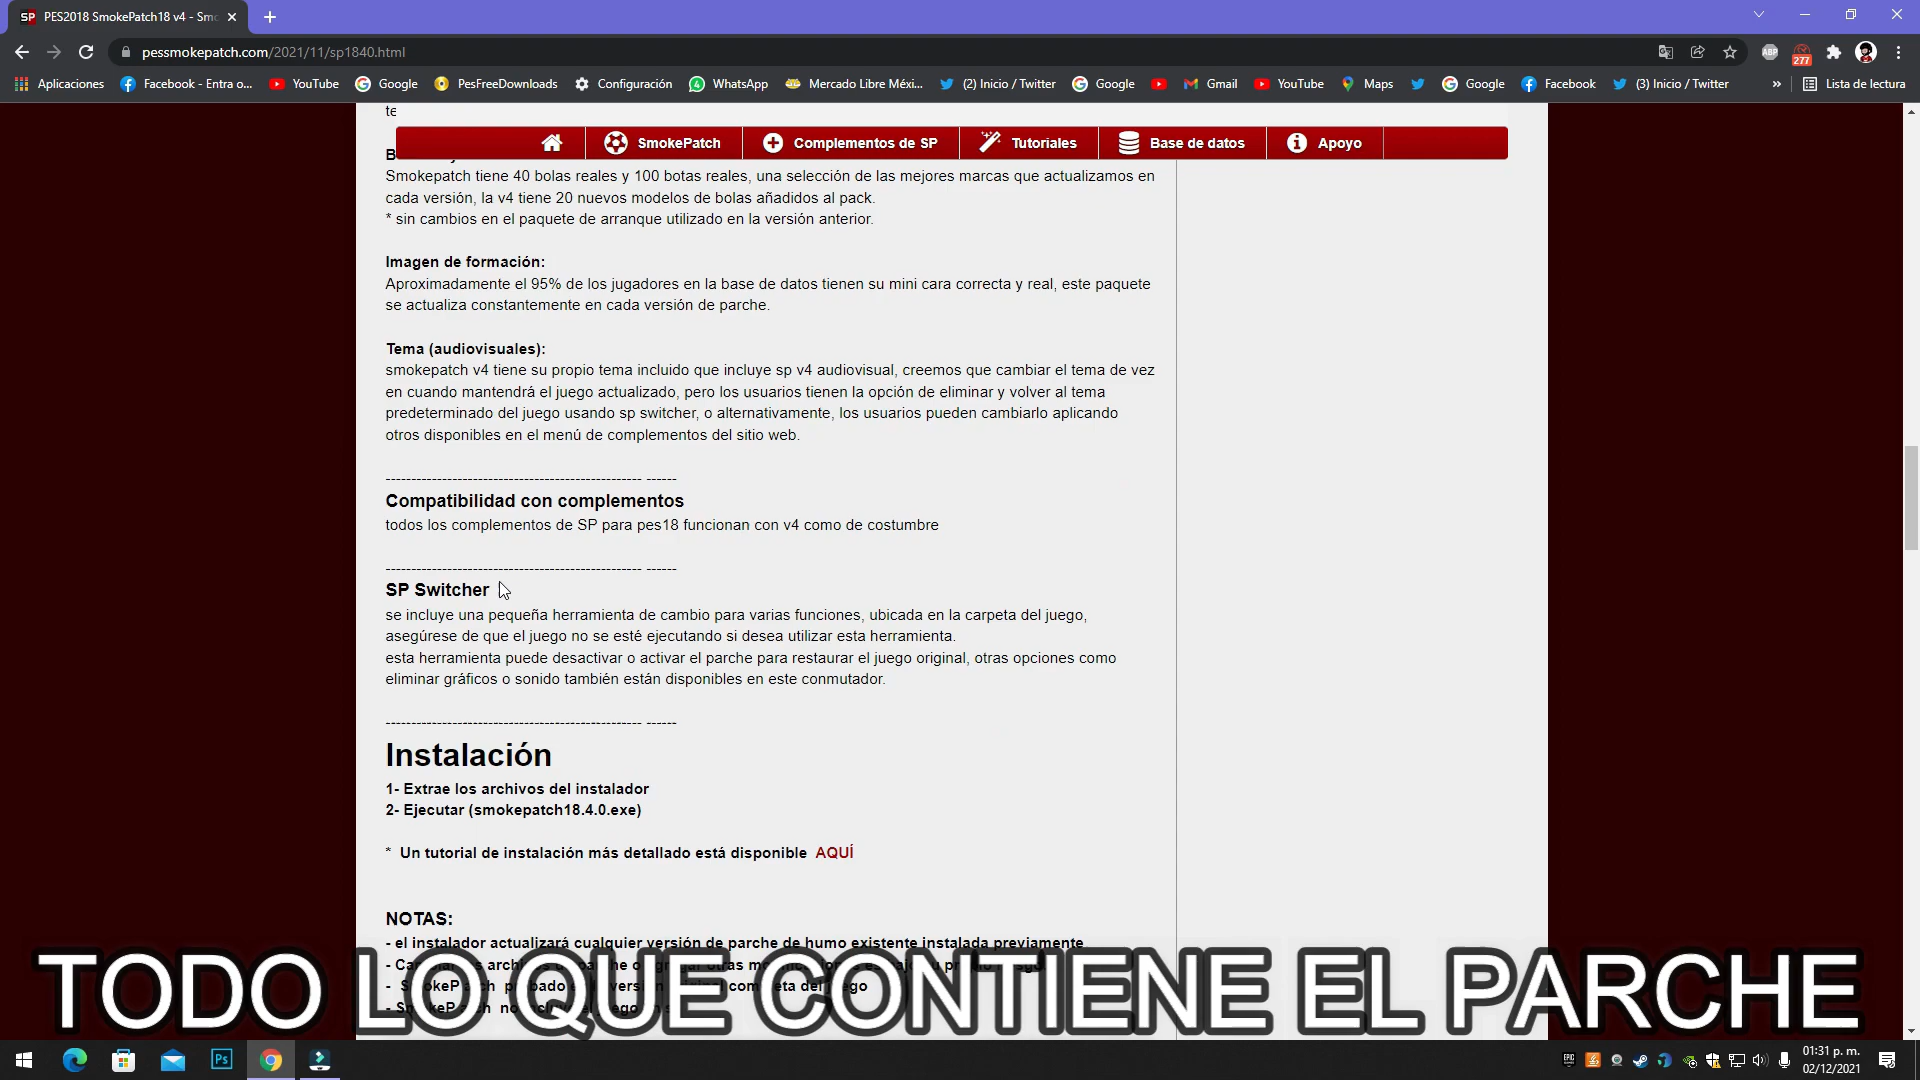 SP PES2018 SmokePatch18 v4 - Smo
pessmokepatch.com/2021/11/sp1840.html
ABP
277
Aplicaciones Facebook - Entra o... YouTube Google PesFreeDownloads Configuración WhatsApp Mercado Libre Méxi... (2) Inicio / Twitter Google Gmail YouTube Maps Google Facebook (3) Inicio / Twitter » Lista de lectura
te
SmokePatch Complementos de SP Tutoriales Base de datos Apoyo
Smokepatch tiene 40 bolas reales y 100 botas reales, una selección de las mejores marcas que actualizamos en
cada versión, la v4 tiene 20 nuevos modelos de bolas añadidos al pack.
* sin cambios en el paquete de arranque utilizado en la versión anterior.
Imagen de formación:
Aproximadamente el 95% de los jugadores en la base de datos tienen su mini cara correcta y real, este paquete
se actualiza constantemente en cada versión de parche.
Tema (audiovisuales):
smokepatch v4 tiene su propio tema incluido que incluye sp v4 audiovisual, creemos que cambiar el tema de vez
en cuando mantendrá el juego actualizado, pero los usuarios tienen la opción de eliminar y volver al tema
predeterminado del juego usando sp switcher, o alternativamente, los usuarios pueden cambiarlo aplicando
otros disponibles en el menú de complementos del sitio web.
-------------------------------------------------- ------
Compatibilidad con complementos
todos los complementos de SP para pes18 funcionan con v4 como de costumbre
-------------------------------------------------- ------
SP Switcher
se incluye una pequeña herramienta de cambio para varias funciones, ubicada en la carpeta del juego,
asegúrese de que el juego no se esté ejecutando si desea utilizar esta herramienta.
esta herramienta puede desactivar o activar el parche para restaurar el juego original, otras opciones como
eliminar gráficos o sonido también están disponibles en este conmutador.
-------------------------------------------------- ------
Instalación
1- Extrae los archivos del instalador
2- Ejecutar (smokepatch18.4.0.exe)
* Un tutorial de instalación más detallado está disponible AQUÍ
NOTAS:
- el instalador actualizará cualquier versión de parche de humo existente instalada previamente
TODO LO QUE CONTIENE EL PARCHE
Ps
EPIC
01:31 p. m.
02/12/2021